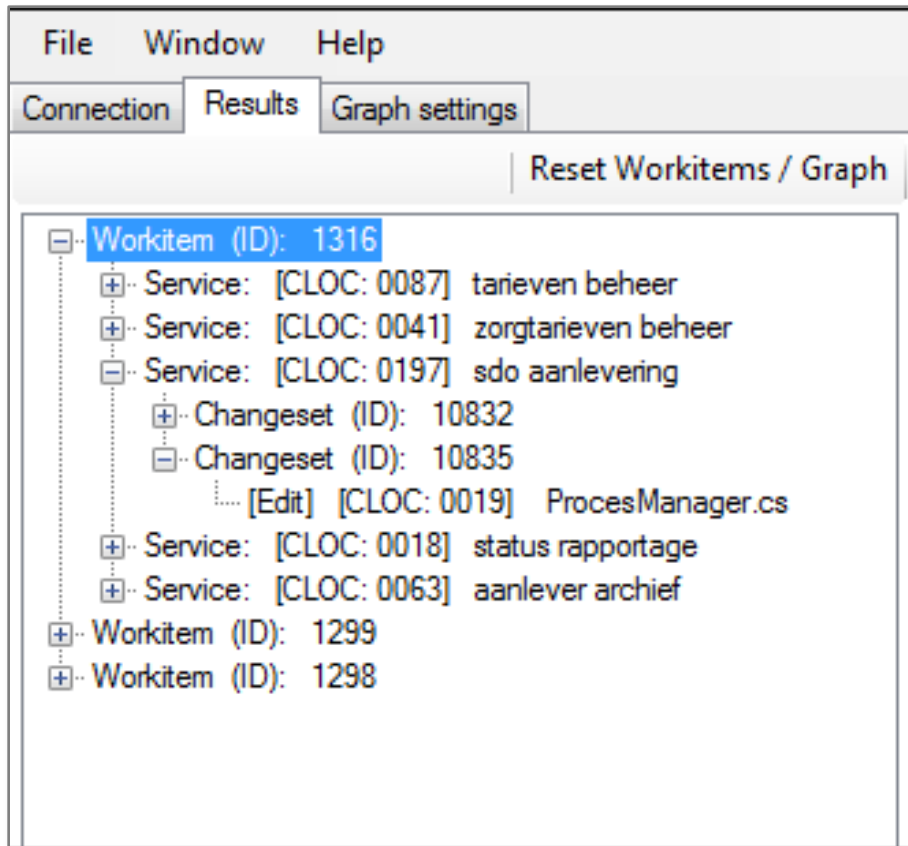 File Window Help
Connection Results Graph settings
Reset Workitems / Graph
Workitem (ID): 1316
Service: [CLOC: 0087] tarieven beheer
Service: [CLOC: 0041] zorgtarieven beheer
Service: [CLOC: 0197] sdo aanlevering
Changeset (ID): 10832
Changeset (ID): 10835
[Edit] [CLOC: 0019] ProcesManager.cs
Service: [CLOC: 0018] status rapportage
Service: [CLOC: 0063] aanlever archief
Workitem (ID): 1299
Workitem (ID): 1298